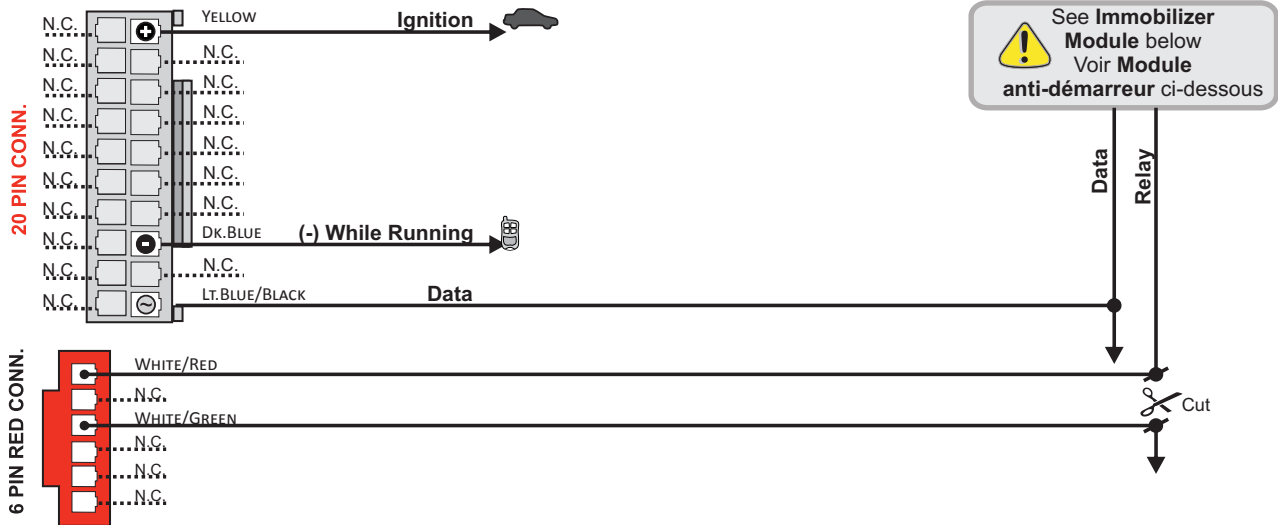 20 PIN CONN.
N.C. YELLOW Ignition
N.C. N.C.
N.C. N.C.
N.C. N.C.
N.C. N.C.
N.C. N.C.
N.C. N.C.
N.C. DK.BLUE (-) While Running
N.C. N.C.
N.C. LT.BLUE/BLACK Data
See Immobilizer
Module below
Voir Module
anti-démarreur ci-dessous
Data
Relay
6 PIN RED CONN.
WHITE/RED
N.C.
WHITE/GREEN
N.C.
N.C.
N.C.
Cut